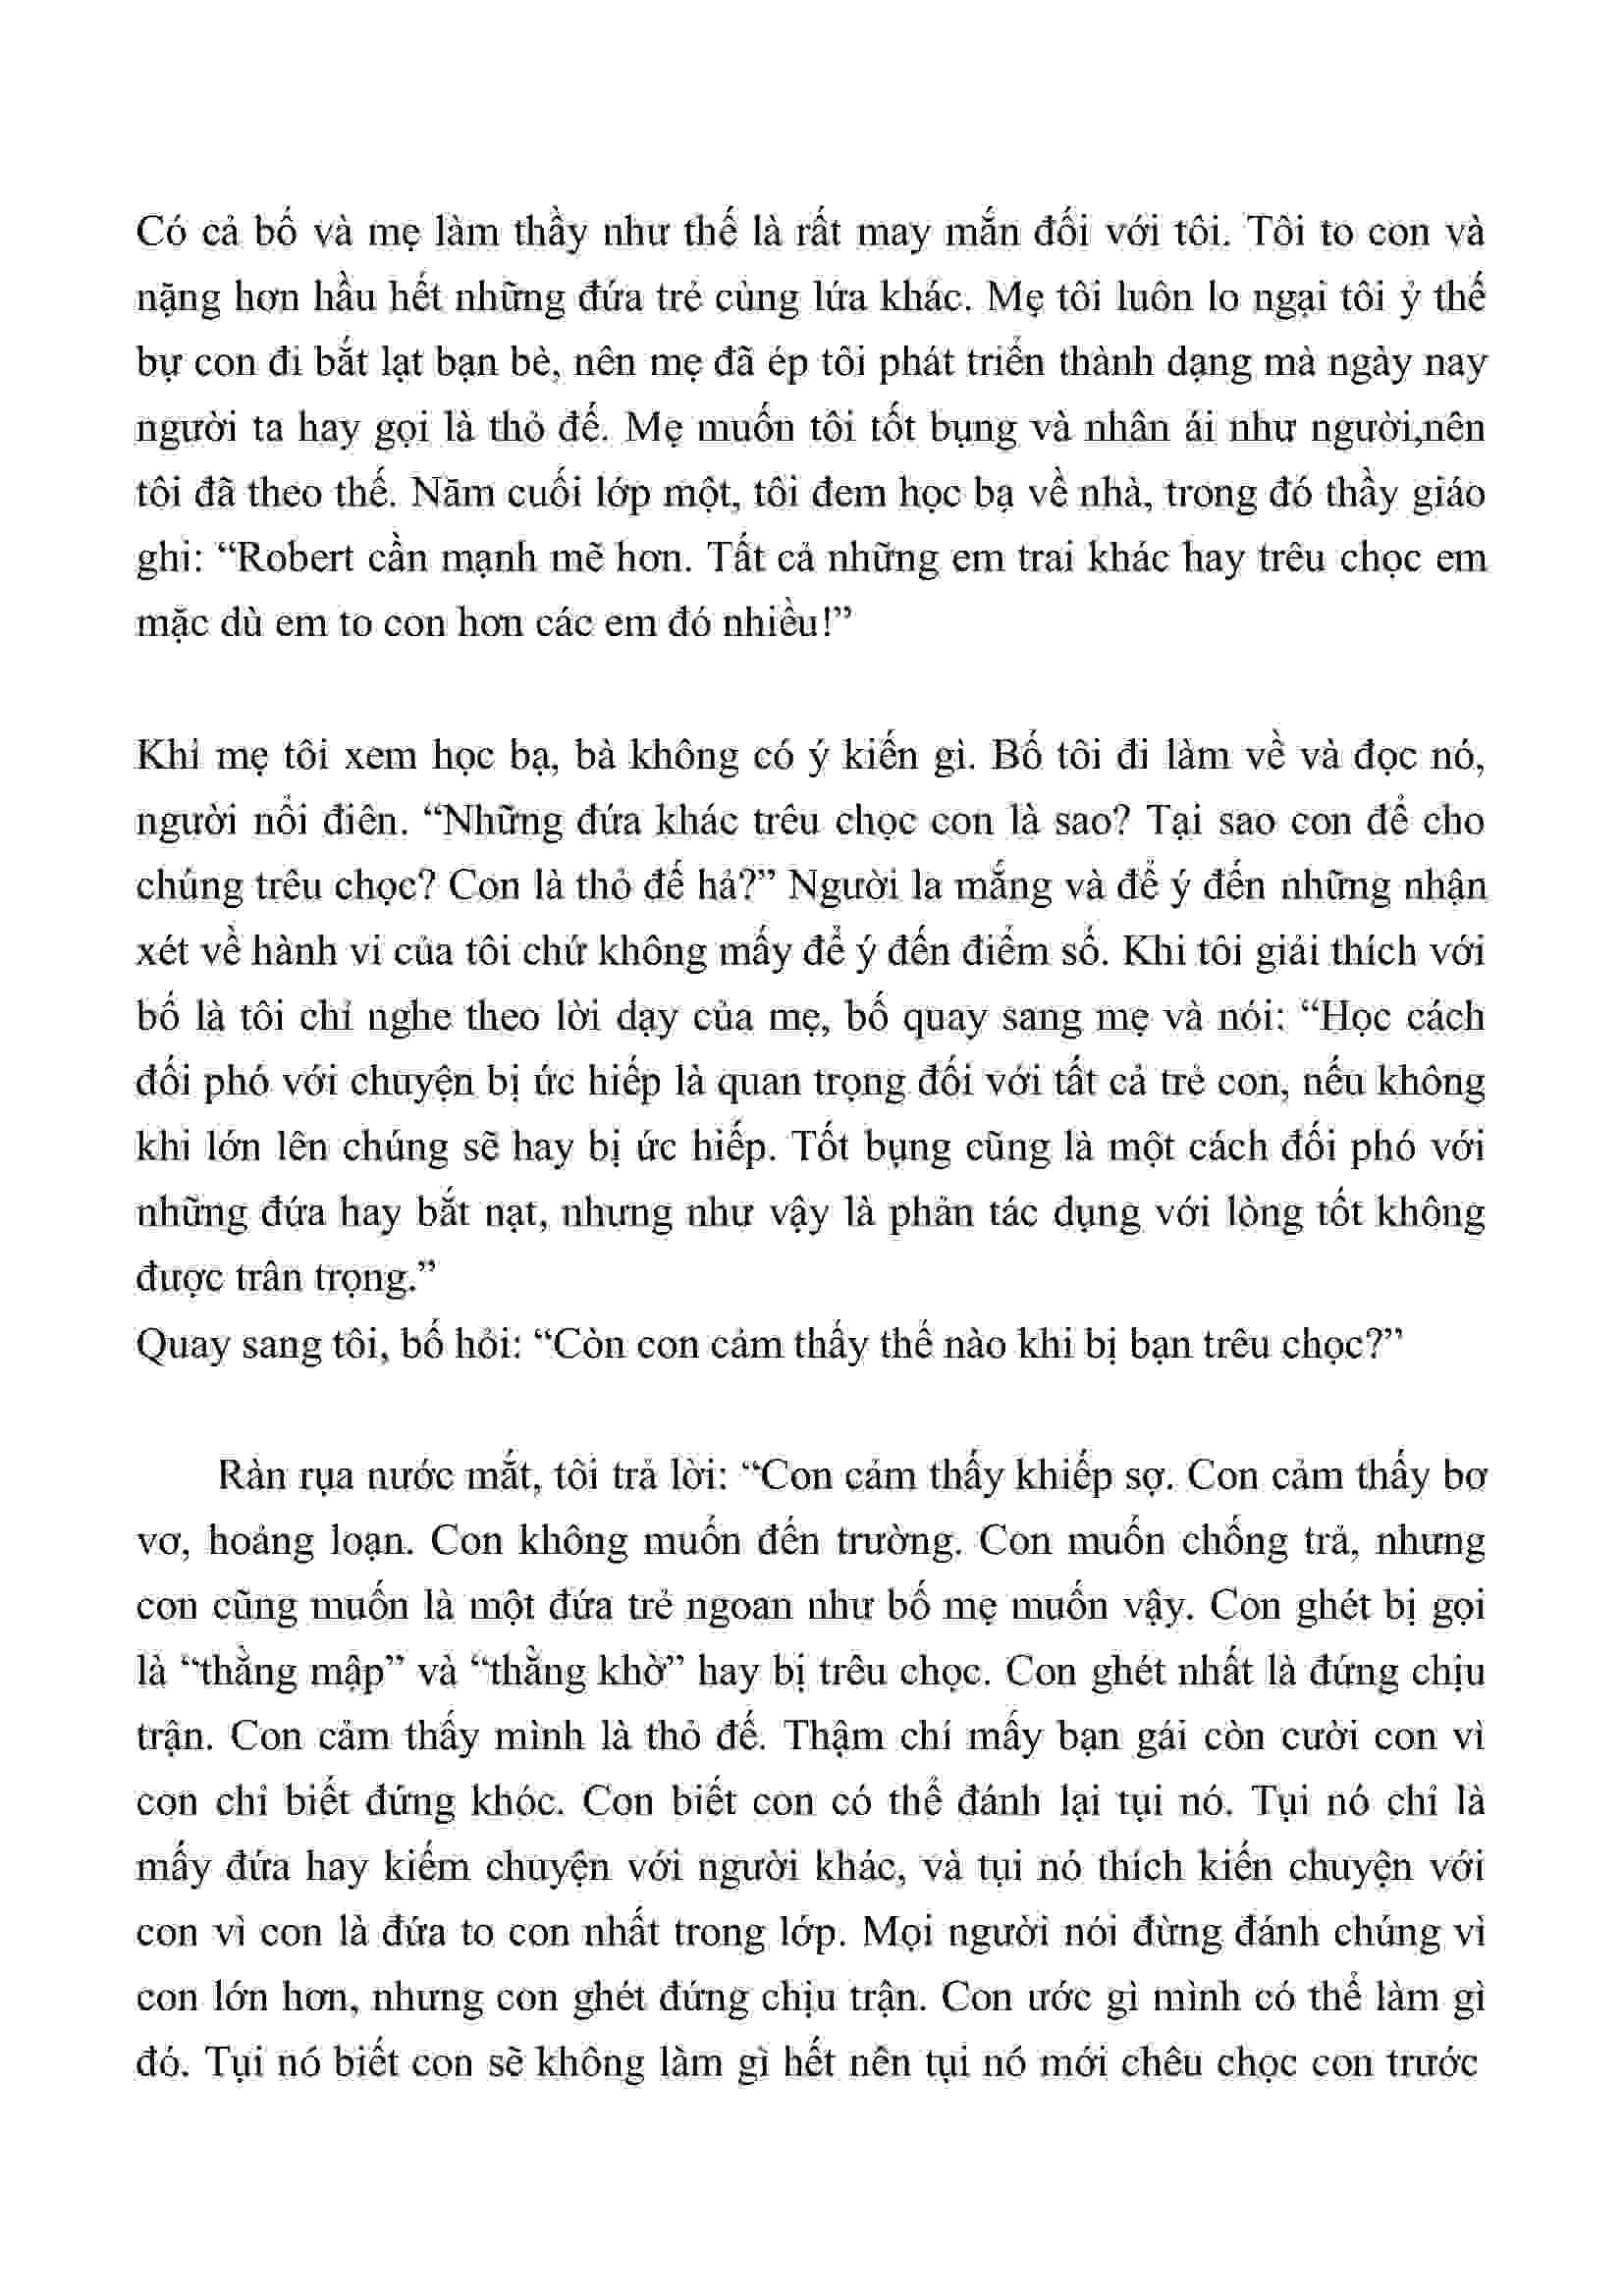 Có cả bố và mẹ làm thầy như thế là rất may mắn đối với tôi. Tôi to con và
nặng hơn hầu hết những đứa trẻ cùng lứa khác. Mẹ tôi luôn lo ngại tôi ỷ thế
bự con đi bắt lạt bạn bè, nên mẹ đã ép tôi phát triển thành dạng mà ngày nay
người ta hay gọi là thỏ đế. Mẹ muốn tôi tốt bụng và nhân ái như người,nên
tôi đã theo thế. Năm cuối lớp một, tôi đem học bạ về nhà, trong đó thầy giáo
ghi: “Robert cần mạnh mẽ hơn. Tất cả những em trai khác hay trêu chọc em
mặc dù em to con hơn các em đó nhiều!”
Khi mẹ tôi xem học bạ, bà không có ý kiến gì. Bố tôi đi làm về và đọc nó,
người nổi điên. “Những đứa khác trêu chọc con là sao? Tại sao con để cho
chúng trêu chọc? Con là thỏ đế hả?” Người la mắng và để ý đến những nhận
xét về hành vi của tôi chứ không mấy để ý đến điểm số. Khi tôi giải thích với
bố là tôi chỉ nghe theo lời dạy của mẹ, bố quay sang mẹ và nói: “Học cách
đối phó với chuyện bị ức hiếp là quan trọng đối với tất cả trẻ con, nếu không
khi lớn lên chúng sẽ hay bị ức hiếp. Tốt bụng cũng là một cách đối phó với
những đứa hay bắt nạt, nhưng như vậy là phản tác dụng với lòng tốt không
được trân trọng.”
Quay sang tôi, bố hỏi: “Còn con cảm thấy thế nào khi bị bạn trêu chọc?”
Ràn rụa nước mắt, tôi trả lời: “Con cảm thấy khiếp sợ. Con cảm thấy bơ
vơ, hoảng loạn. Con không muốn đến trường. Con muốn chống trả, nhưng
con cũng muốn là một đứa trẻ ngoan như bố mẹ muốn vậy. Con ghét bị gọi
là “thằng mập” và “thằng khờ” hay bị trêu chọc. Con ghét nhất là đứng chịu
trận. Con cảm thấy mình là thỏ đế. Thậm chí mấy bạn gái còn cười con vì
con chỉ biết đứng khóc. Con biết con có thể đánh lại tụi nó. Tụi nó chỉ là
mấy đứa hay kiếm chuyện với người khác, và tụi nó thích kiến chuyện với
con vì con là đứa to con nhất trong lớp. Mọi người nói đừng đánh chúng vì
con lớn hơn, nhưng con ghét đứng chịu trận. Con ước gì mình có thể làm gì
đó. Tụi nó biết con sẽ không làm gì hết nên tụi nó mới chêu chọc con trước